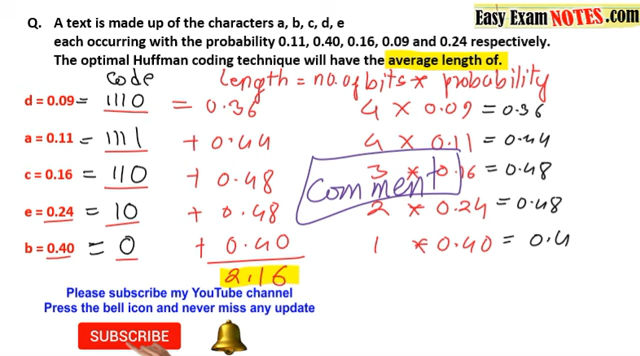 Easy Exam NOTES.com
Q. A text is made up of the characters a, b, c, d, e
each occurring with the probability 0.11, 0.40, 0.16, 0.09 and 0.24 respectively.
The optimal Huffman coding technique will have the average length of.
Code length = no. of bits * probability
d = 0.09 = 1110 = 0.36 4 × 0.09 = 0.36
a = 0.11 = 1111 + 0.44 4 × 0.11 = 0.44
c = 0.16 = 110 + 0.48 3 * 0.16 = 0.48
Comment
e = 0.24 = 10 + 0.48 2 * 0.24 = 0.48
b = 0.40 = 0 + 0.40 1 * 0.40 = 0.4
2.16
Please subscribe my YouTube channel
Press the bell icon and never miss any update
SUBSCRIBE